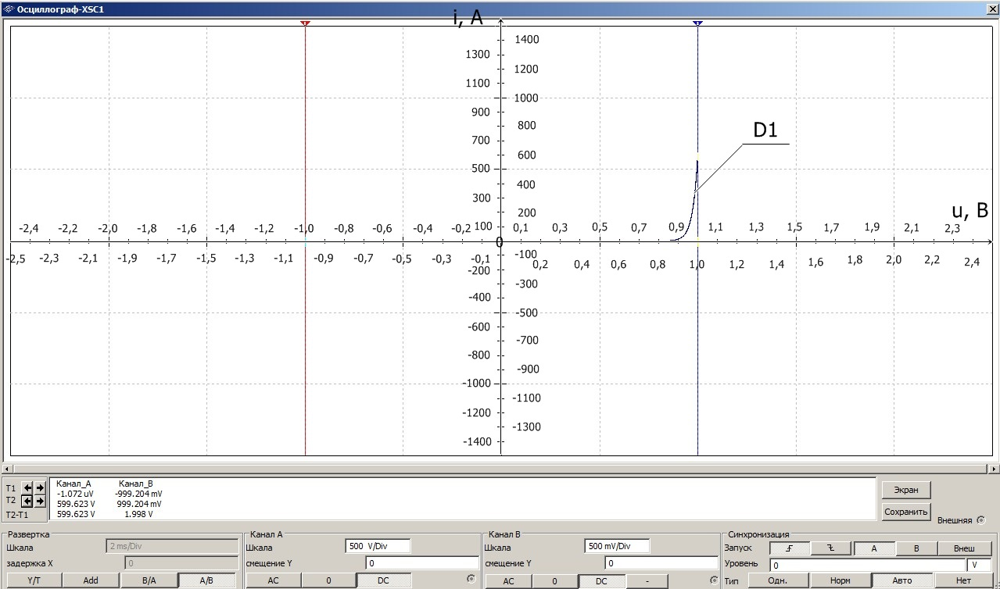 Осциллограф-XSC1
i, A
1400
1300
1200
1100
1000
900
800
700
600
500
400
300
200
100
D1
u, В
-2,4 -2,2 -2,0 -1,8 -1,6 -1,4 -1,2 -1,0 -0,8 -0,6 -0,4 -0,2 0,1 0,3 0,5 0,7 0,9 1,1 1,3 1,5 1,7 1,9 2,1 2,3
0
-2,5 -2,3 -2,1 -1,9 -1,7 -1,5 -1,3 -1,1 -0,9 -0,7 -0,5 -0,3 -0,1 0,2 0,4 0,6 0,8 1,0 1,2 1,4 1,6 1,8 2,0 2,2 2,4
-100
-200
-300
-400
-500
-600
-700
-800
-900
-1000
-1100
-1200
-1300
-1400
T1 T2 T2-T1
Канал_A Канал_B
-1.072 uV -999.204 mV
599.623 V 999.204 mV
599.623 V 1.998 V
Экран
Сохранить
Внешняя
Развертка
Шкала 2 ms/Div
задержка X 0
Y/T Add B/A A/B
Канал A
Шкала 500 V/Div
смещение Y 0
AC 0 DC
Канал B
Шкала 500 mV/Div
смещение Y 0
AC 0 DC -
Синхронизация
Запуск A B Внеш
Уровень 0 V
Тип Одн. Норм Авто Нет